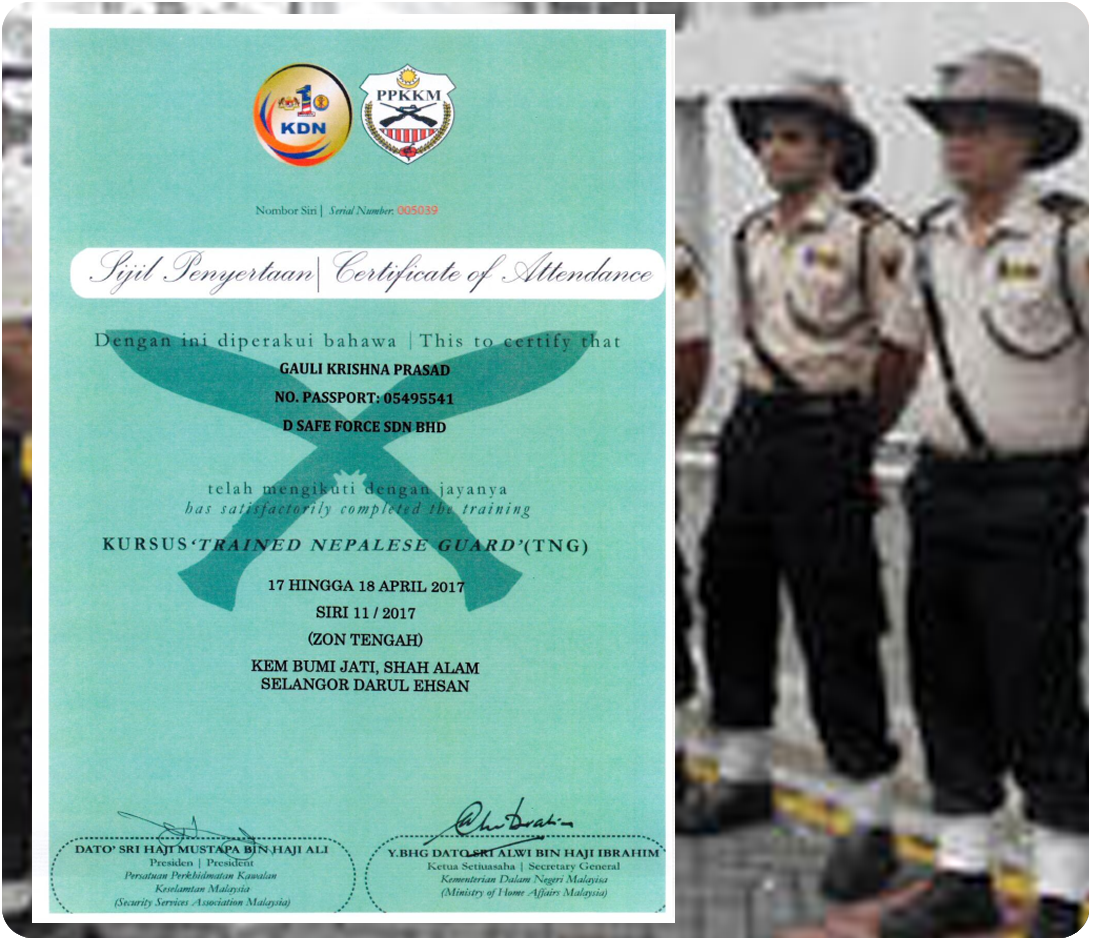 1
KDN
PPKKM
Nombor Siri | Serial Number: 005039
Sijil Penyertaan | Certificate of Attendance
Dengan ini diperakui bahawa | This to certify that
GAULI KRISHNA PRASAD
NO. PASSPORT: 05495541
D SAFE FORCE SDN BHD
telah mengikuti dengan jayanya
has satisfactorily completed the training
KURSUS 'TRAINED NEPALESE GUARD' (TNG)
17 HINGGA 18 APRIL 2017
SIRI 11 / 2017
(ZON TENGAH)
KEM BUMI JATI, SHAH ALAM
SELANGOR DARUL EHSAN
DATO' SRI HAJI MUSTAPA BIN HAJI ALI
Presiden | President
Persatuan Perkhidmatan Kawalan
Keselamtan Malaysia
(Security Services Association Malaysia)
Y.BHG DATO SRI ALWI BIN HAJI IBRAHIM
Ketua Setiuasaha | Secretary General
Kementerian Dalam Negeri Malayisa
(Ministry of Home Affairs Malaysia)